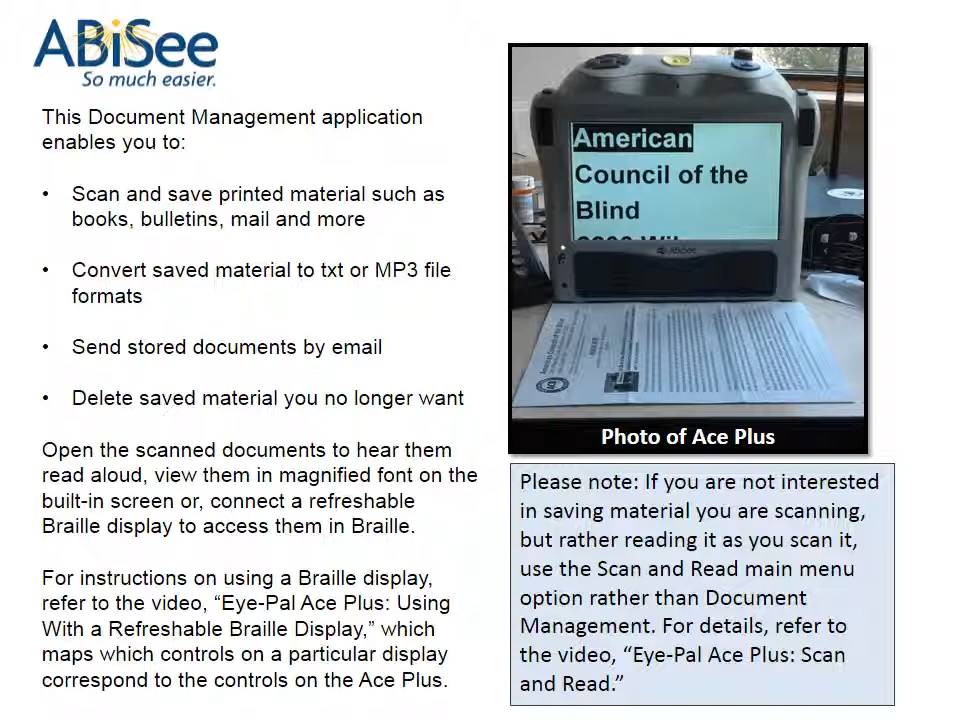 ABiSee
So much easier.
This Document Management application
enables you to:
• Scan and save printed material such as
books, bulletins, mail and more
• Convert saved material to txt or MP3 file
formats
• Send stored documents by email
• Delete saved material you no longer want
Open the scanned documents to hear them
read aloud, view them in magnified font on the
built-in screen or, connect a refreshable
Braille display to access them in Braille.
For instructions on using a Braille display,
refer to the video, “Eye-Pal Ace Plus: Using
With a Refreshable Braille Display,” which
maps which controls on a particular display
correspond to the controls on the Ace Plus.
American
Council of the
Blind
ABiSee
Photo of Ace Plus
Please note: If you are not interested
in saving material you are scanning,
but rather reading it as you scan it,
use the Scan and Read main menu
option rather than Document
Management. For details, refer to
the video, “Eye-Pal Ace Plus: Scan
and Read.”